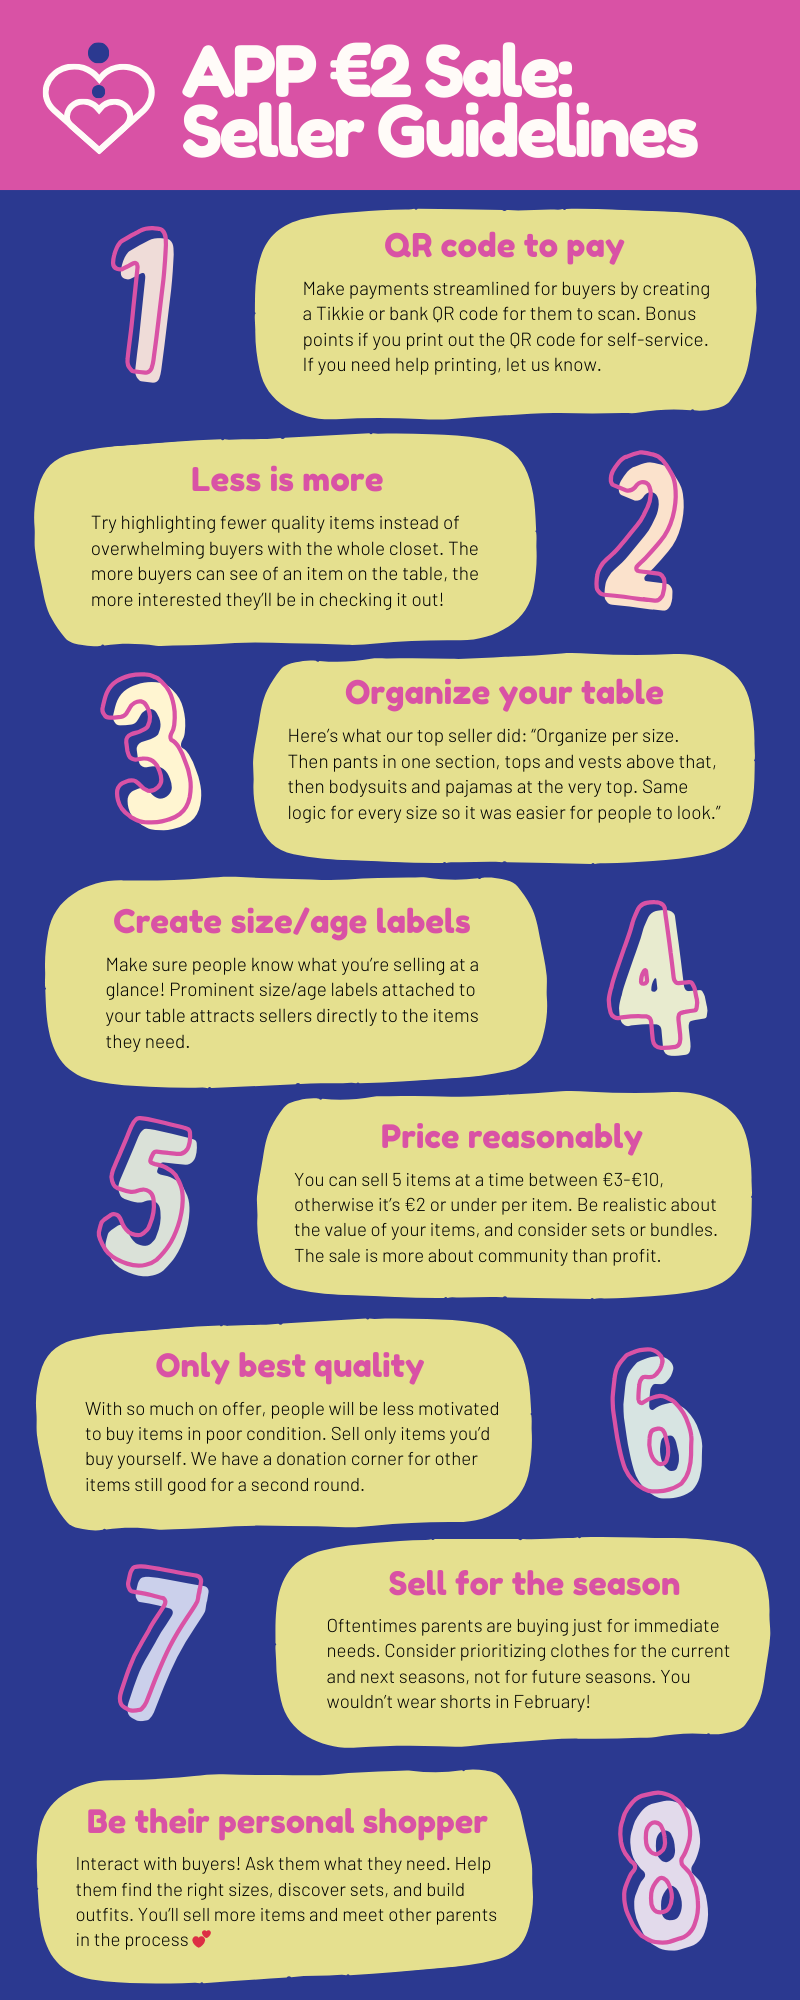 APP €2 Sale:
Seller Guidelines
1
QR code to pay
Make payments streamlined for buyers by creating
a Tikkie or bank QR code for them to scan. Bonus
points if you print out the QR code for self-service.
If you need help printing, let us know.
Less is more
Try highlighting fewer quality items instead of
overwhelming buyers with the whole closet. The
more buyers can see of an item on the table, the
more interested they’ll be in checking it out!
2
3
Organize your table
Here’s what our top seller did: “Organize per size.
Then pants in one section, tops and vests above that,
then bodysuits and pajamas at the very top. Same
logic for every size so it was easier for people to look.”
Create size/age labels
Make sure people know what you’re selling at a
glance! Prominent size/age labels attached to
your table attracts sellers directly to the items
they need.
4
5
Price reasonably
You can sell 5 items at a time between €3-€10,
otherwise it’s €2 or under per item. Be realistic about
the value of your items, and consider sets or bundles.
The sale is more about community than profit.
Only best quality
With so much on offer, people will be less motivated
to buy items in poor condition. Sell only items you’d
buy yourself. We have a donation corner for other
items still good for a second round.
6
7
Sell for the season
Oftentimes parents are buying just for immediate
needs. Consider prioritizing clothes for the current
and next seasons, not for future seasons. You
wouldn’t wear shorts in February!
Be their personal shopper
Interact with buyers! Ask them what they need. Help
them find the right sizes, discover sets, and build
outfits. You’ll sell more items and meet other parents
in the process 💕
8